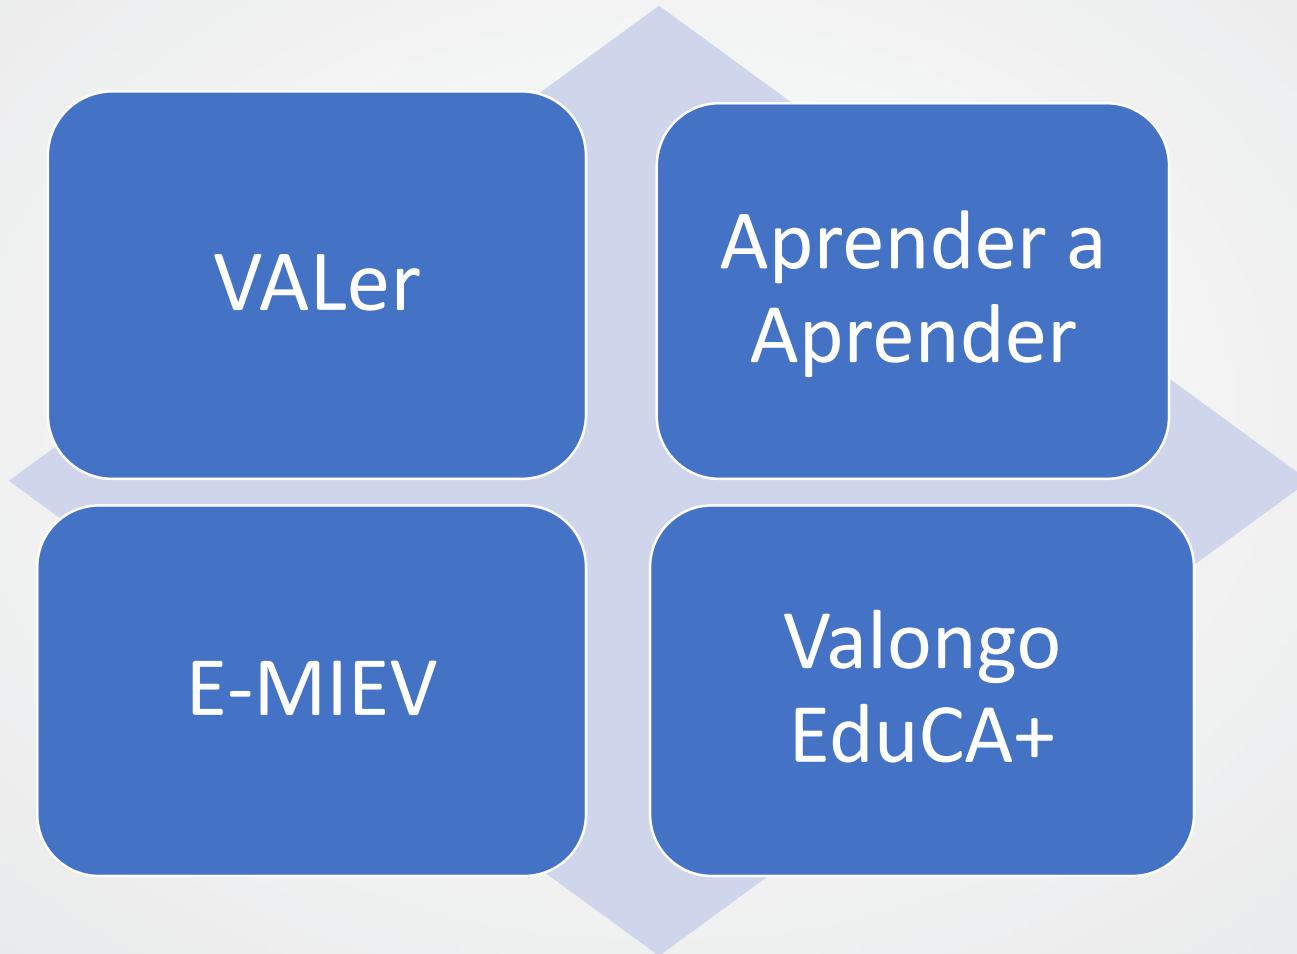 VALer
Aprender a
Aprender
E-MIEV
Valongo
EduCA+